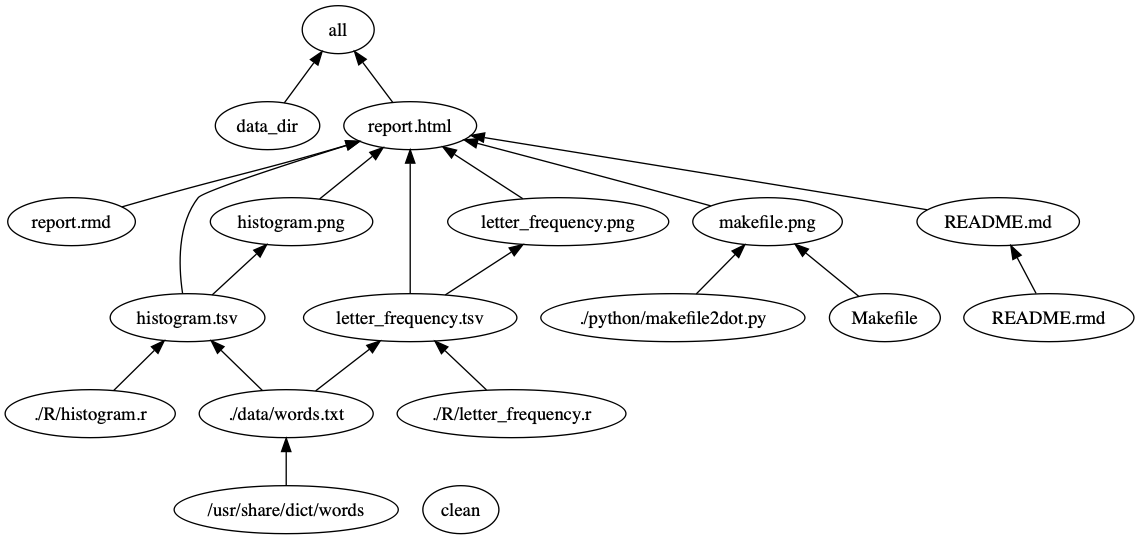 all
data_dir
report.html
report.rmd
histogram.png
letter_frequency.png
makefile.png
README.md
histogram.tsv
letter_frequency.tsv
./python/makefile2dot.py
Makefile
README.rmd
./R/histogram.r
./data/words.txt
./R/letter_frequency.r
/usr/share/dict/words
clean